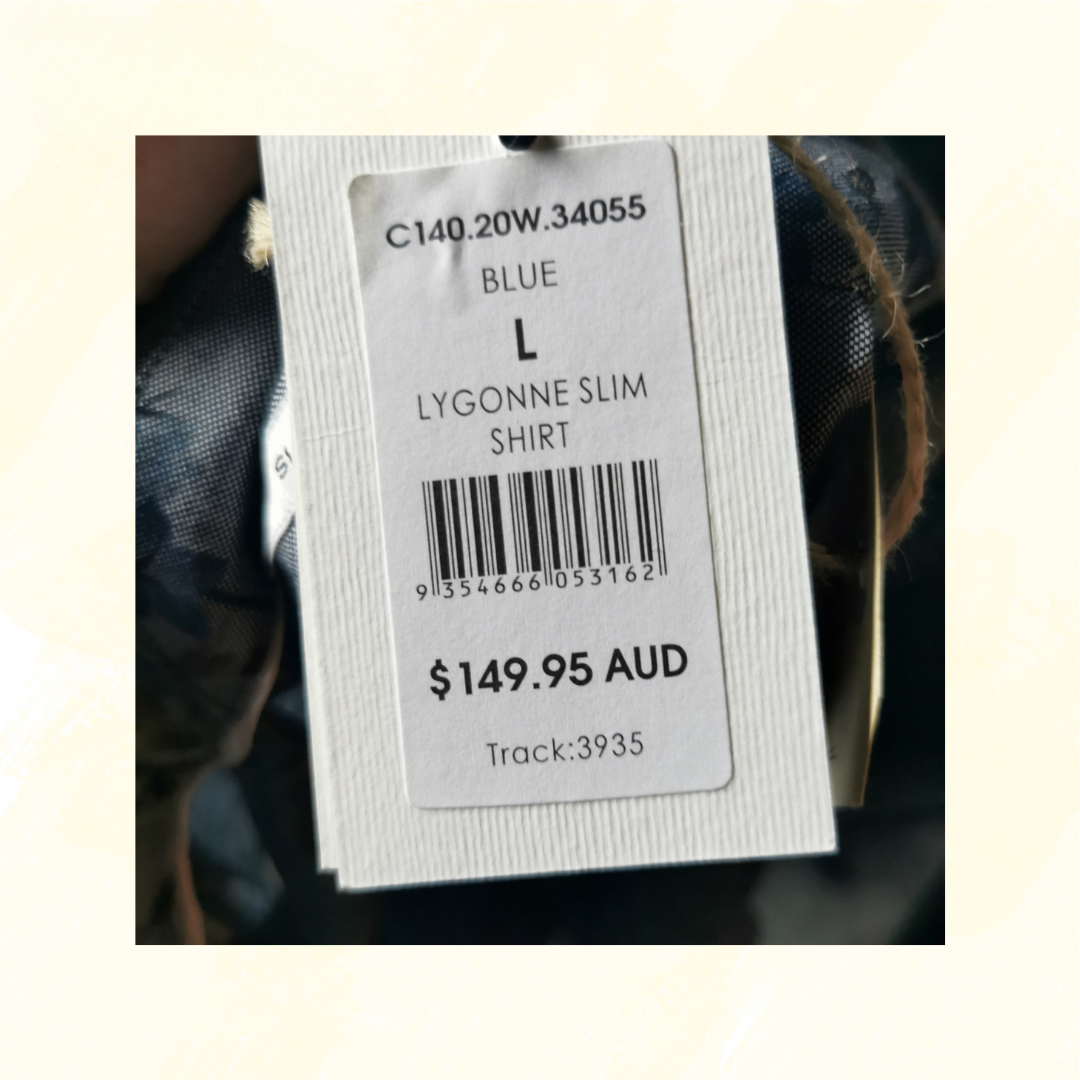 C140.20W.34055
BLUE
L
LYGONNE SLIM
SHIRT
9 354666 053162
$149.95 AUD
Track:3935